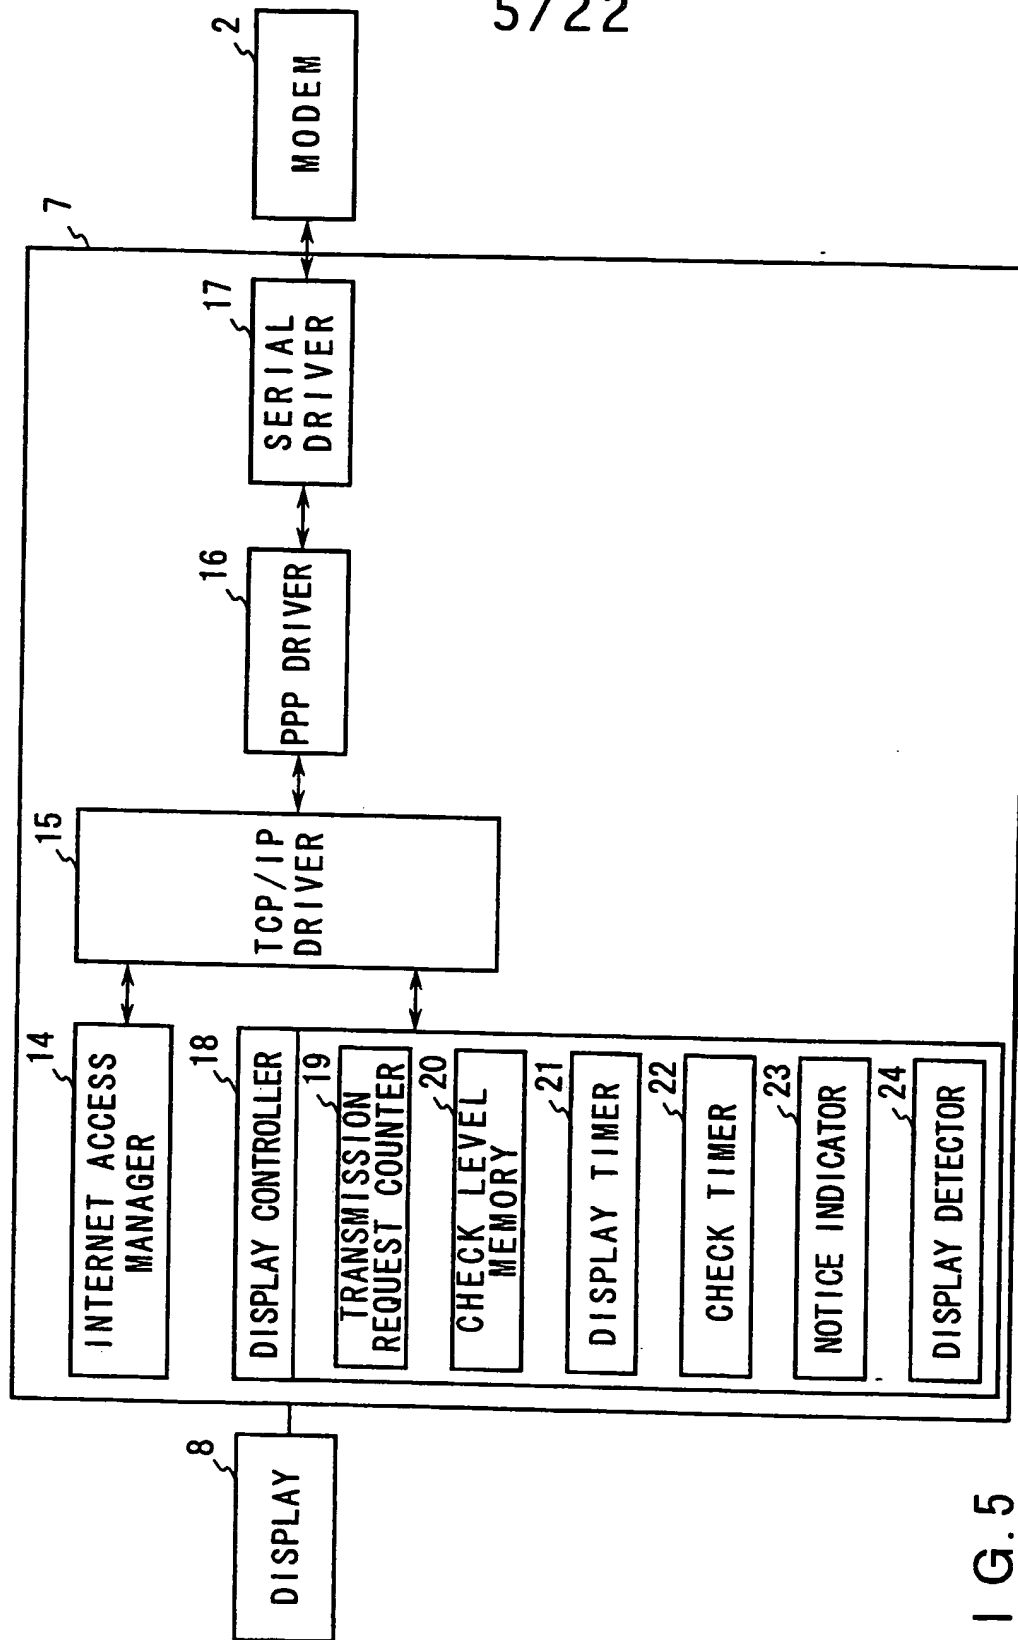 5/22
8
DISPLAY
7
14
INTERNET ACCESS
MANAGER
15
TCP/IP
DRIVER
16
PPP DRIVER
17
SERIAL
DRIVER
2
MODEM
18
DISPLAY CONTROLLER
19
TRANSMISSION
REQUEST COUNTER
20
CHECK LEVEL
MEMORY
21
DISPLAY TIMER
22
CHECK TIMER
23
NOTICE INDICATOR
24
DISPLAY DETECTOR
IG. 5